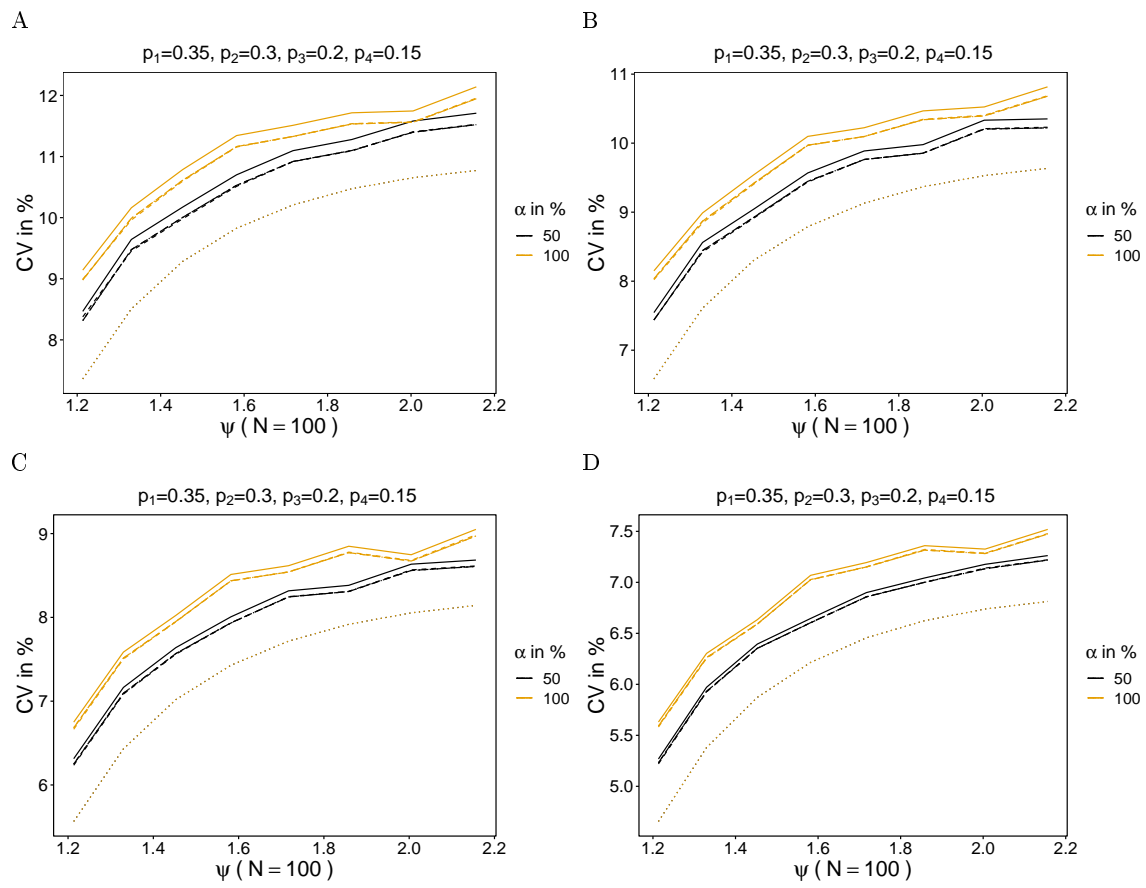 A
p₁=0.35, p₂=0.3, p₃=0.2, p₄=0.15
CV in %
12
11
10
9
8
1.2 1.4 1.6 1.8 2.0 2.2
ψ ( N = 100 )
α in %
50
100
B
p₁=0.35, p₂=0.3, p₃=0.2, p₄=0.15
CV in %
11
10
9
8
7
1.2 1.4 1.6 1.8 2.0 2.2
ψ ( N = 100 )
α in %
50
100
C
p₁=0.35, p₂=0.3, p₃=0.2, p₄=0.15
CV in %
9
8
7
6
1.2 1.4 1.6 1.8 2.0 2.2
ψ ( N = 100 )
α in %
50
100
D
p₁=0.35, p₂=0.3, p₃=0.2, p₄=0.15
CV in %
7.5
7.0
6.5
6.0
5.5
5.0
1.2 1.4 1.6 1.8 2.0 2.2
ψ ( N = 100 )
α in %
50
100